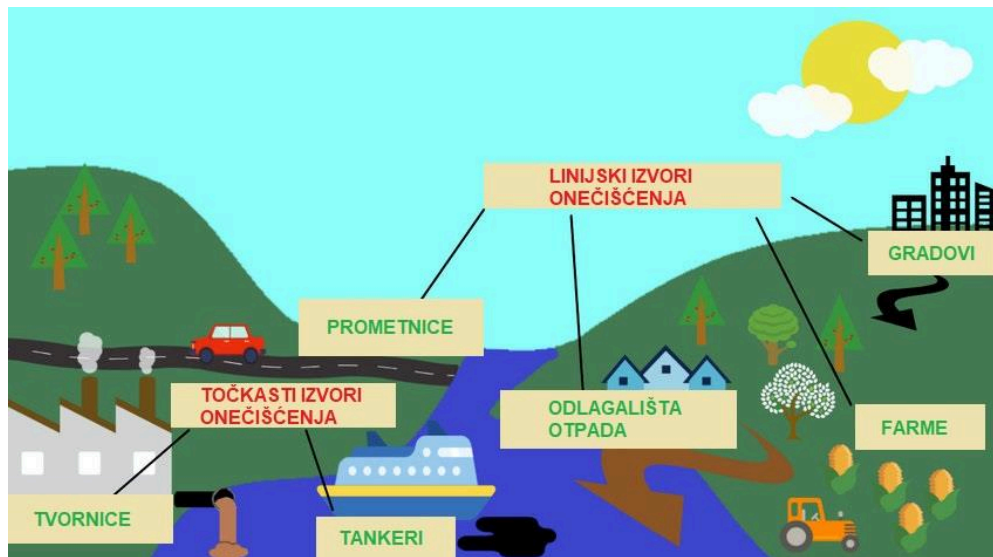 LINIJSKI IZVORI
ONEČIŠĆENJA
GRADOVI
PROMETNICE
TOČKASTI IZVORI
ONEČIŠĆENJA
ODLAGALIŠTA
OTPADA
FARME
TVORNICE
TANKERI